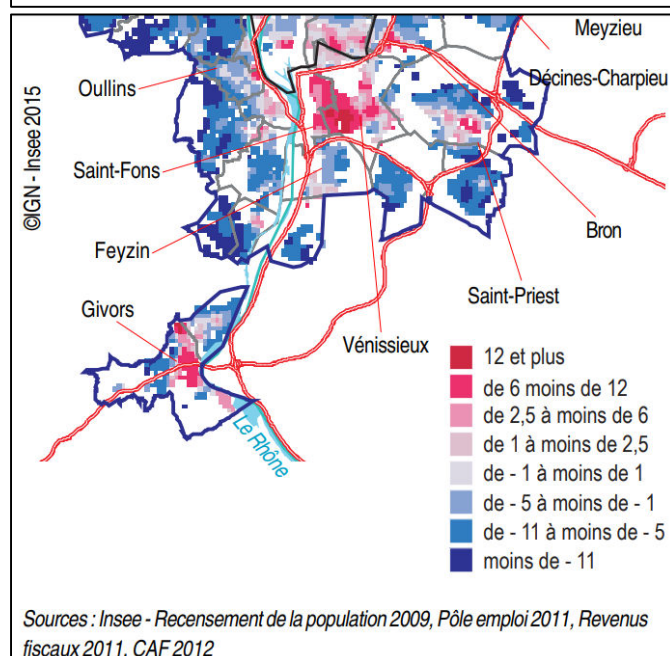 Meyzieu
Décines-Charpieu
Oullins
©IGN - Insee 2015
Saint-Fons
Bron
Feyzin
Saint-Priest
Givors
Vénissieux
12 et plus
de 6 moins de 12
de 2,5 à moins de 6
de 1 à moins de 2,5
de - 1 à moins de 1
de - 5 à moins de - 1
de - 11 à moins de - 5
moins de - 11
Le Rhône
Sources : Insee - Recensement de la population 2009, Pôle emploi 2011, Revenus
fiscaux 2011, CAF 2012